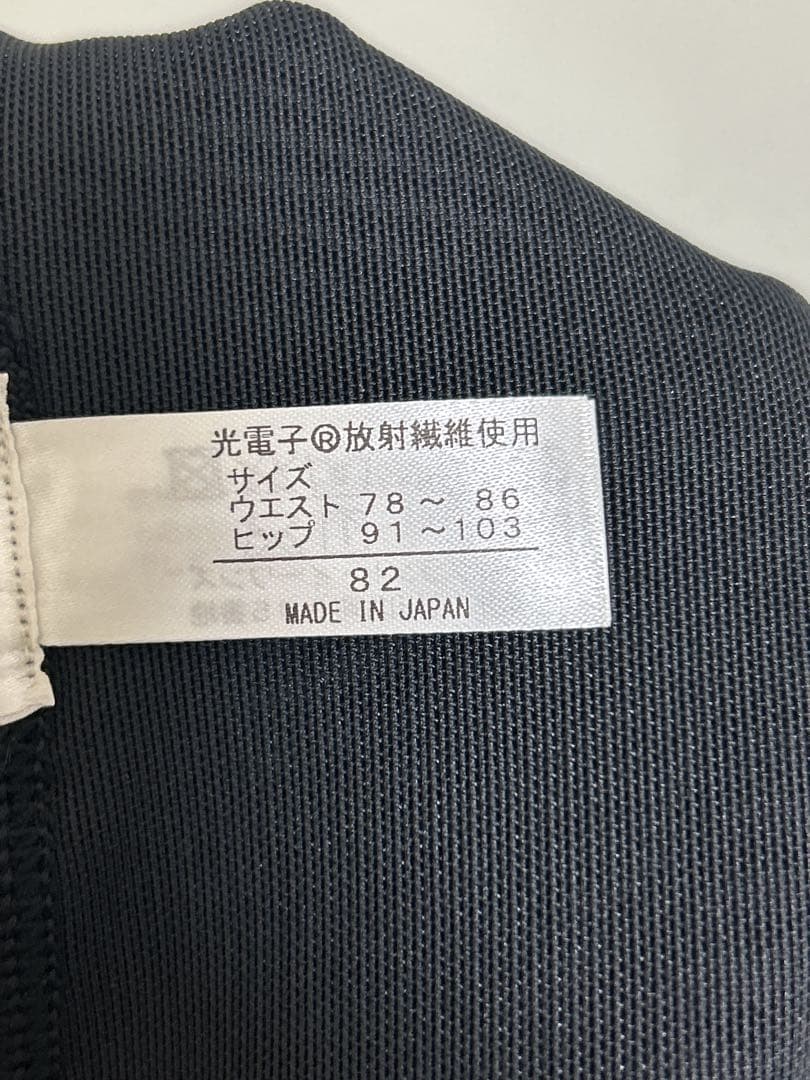 光電子®放射繊維使用
サイズ
ウエスト 78～ 86
ヒップ 91～103
82
MADE IN JAPAN